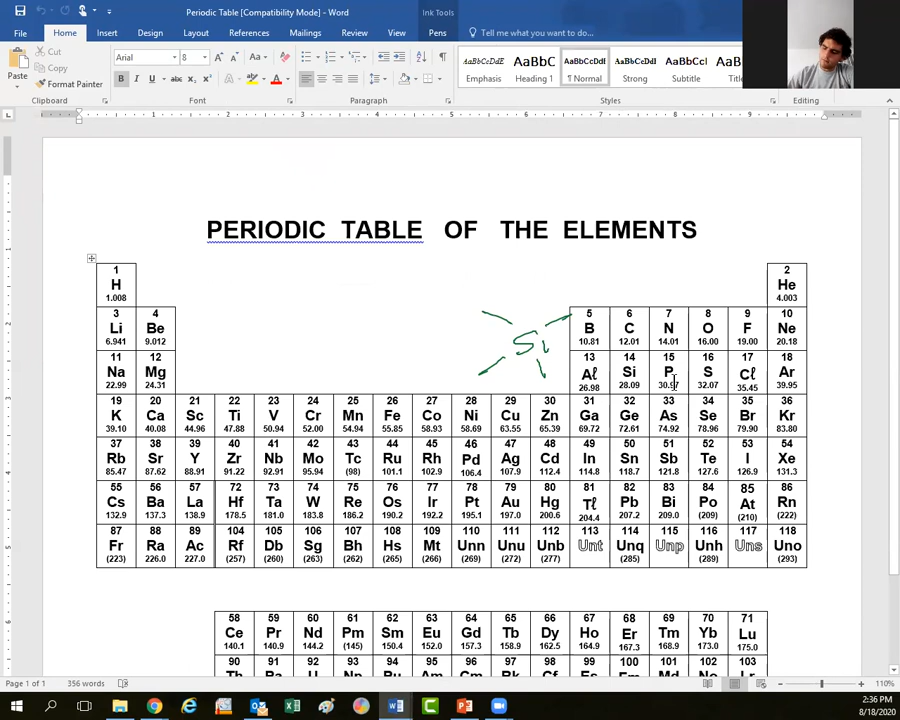 Periodic Table [Compatibility Mode] - Word
Ink Tools
File Home Insert Design Layout References Mailings Review View Pens Tell me what you want to do...
Paste
Cut
Copy
Format Painter
Arial 8
Clipboard Font Paragraph Styles Editing
AaBbCcDdE AaBbC AaBbCcDdI AaBbCcDdE AaBbCcI
Emphasis Heading 1 ¶ Normal Strong Subtitle
PERIODIC TABLE OF THE ELEMENTS
1 2
H He
1.008 4.003
3 4 5 6 7 8 9 10
Li Be B C N O F Ne
6.941 9.012 10.81 12.01 14.01 16.00 19.00 20.18
Si
11 12 13 14 15 16 17 18
Na Mg Aℓ Si P S Cℓ Ar
22.99 24.31 26.98 28.09 30.97 32.07 35.45 39.95
19 20 21 22 23 24 25 26 27 28 29 30 31 32 33 34 35 36
K Ca Sc Ti V Cr Mn Fe Co Ni Cu Zn Ga Ge As Se Br Kr
39.10 40.08 44.96 47.88 50.94 52.00 54.94 55.85 58.93 58.69 63.55 65.39 69.72 72.61 74.92 78.96 79.90 83.80
37 38 39 40 41 42 43 44 45 46 47 48 49 50 51 52 53 54
Rb Sr Y Zr Nb Mo Tc Ru Rh Pd Ag Cd In Sn Sb Te I Xe
85.47 87.62 88.91 91.22 92.91 95.94 (98) 101.1 102.9 106.4 107.9 112.4 114.8 118.7 121.8 127.6 126.9 131.3
55 56 57 72 73 74 75 76 77 78 79 80 81 82 83 84 85 86
Cs Ba La Hf Ta W Re Os Ir Pt Au Hg Tℓ Pb Bi Po At Rn
132.9 137.3 138.9 178.5 181.0 183.8 186.2 190.2 192.2 195.1 197.0 200.6 204.4 207.2 209.0 (209) (210) (222)
87 88 89 104 105 106 107 108 109 110 111 112 113 114 115 116 117 118
Fr Ra Ac Rf Db Sg Bh Hs Mt Unn Unu Unb Unt Unq Unp Unh Uns Uno
(223) 226.0 227.0 (257) (260) (263) (262) (265) (266) (269) (272) (277) (285) (289) (293)
58 59 60 61 62 63 64 65 66 67 68 69 70 71
Ce Pr Nd Pm Sm Eu Gd Tb Dy Ho Er Tm Yb Lu
140.1 140.9 144.2 (145) 150.4 152.0 157.3 158.9 162.5 164.9 167.3 168.9 173.0 175.0
90 91 92 93 94 95 96 97 98 99 100 101 102 103
Page 1 of 1 356 words 110%
2:36 PM
8/18/2020